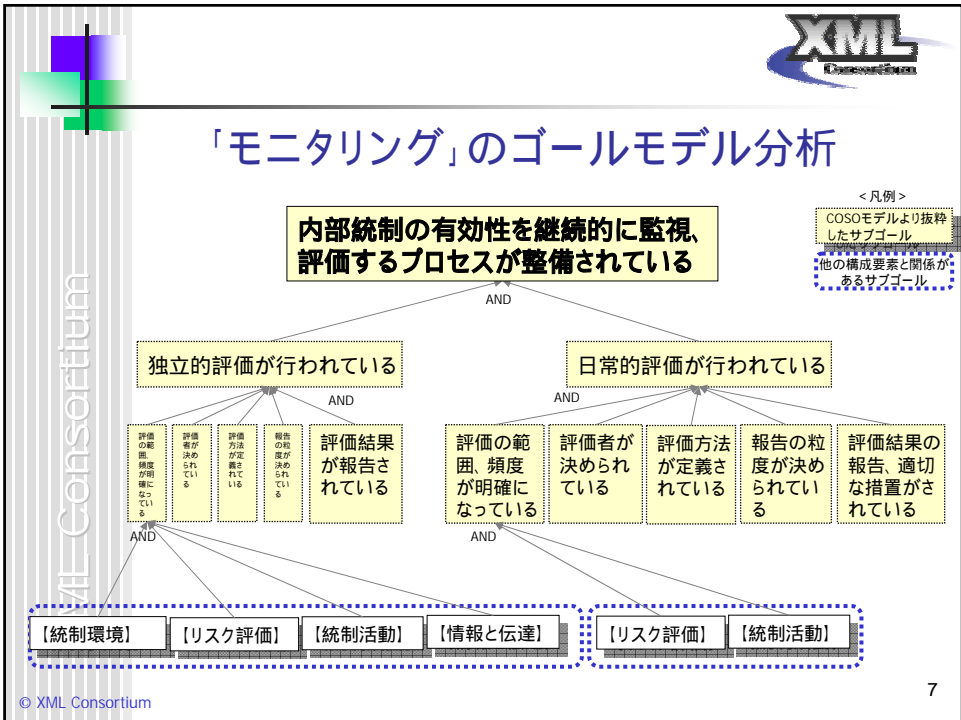 XML
Consortium
「モニタリング」のゴールモデル分析
<凡例>
COSOモデルより抜粋
したサブゴール
他の構成要素と関係が
あるサブゴール
内部統制の有効性を継続的に監視、
評価するプロセスが整備されている
AND
独立的評価が行われている
日常的評価が行われている
AND
AND
評価
の範
囲、
頻度
が明
確に
なっ
てい
る
評価
者が
決め
られ
てい
る
評価
方法
が定
義さ
れて
いる
報告
の粒
度が
決め
られ
てい
る
評価結果
が報告さ
れている
評価の範
囲、頻度
が明確に
なっている
評価者が
決められ
ている
評価方法
が定義さ
れている
報告の粒
度が決め
られてい
る
評価結果の
報告、適切
な措置がさ
れている
AND
AND
【統制環境】
【リスク評価】
【統制活動】
【情報と伝達】
【リスク評価】
【統制活動】
XML Consortium
© XML Consortium
7